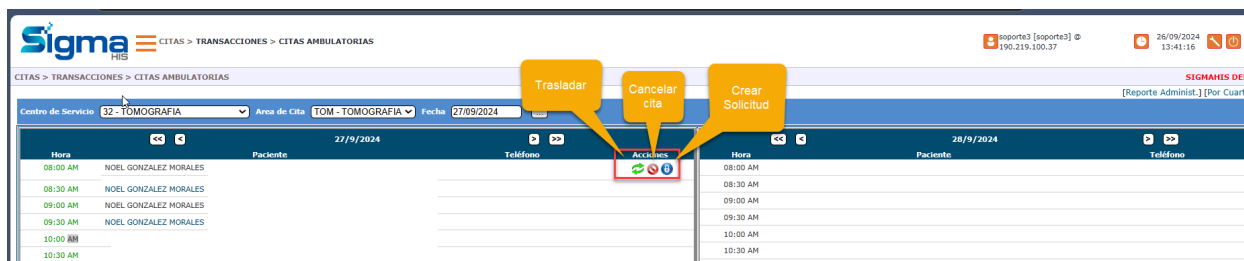 Sigma
HIS
CITAS > TRANSACCIONES > CITAS AMBULATORIAS
soporte3 [soporte3] @
190.219.100.37
26/09/2024
13:41:16
CITAS > TRANSACCIONES > CITAS AMBULATORIAS
SIGMAHIS DE
[Reporte Administ.] [Por Cuart
Trasladar
Cancelar
cita
Crear
Solicitud
Centro de Servicio 32 - TOMOGRAFIA Area de Cita TOM - TOMOGRAFIA Fecha 27/09/2024 ...
<< < 27/9/2024 > >>
Hora Paciente Teléfono Acciones
08:00 AM NOEL GONZALEZ MORALES
08:30 AM NOEL GONZALEZ MORALES
09:00 AM NOEL GONZALEZ MORALES
09:30 AM NOEL GONZALEZ MORALES
10:00 AM
10:30 AM
<< < 28/9/2024 > >>
Hora Paciente Teléfono
08:00 AM
08:30 AM
09:00 AM
09:30 AM
10:00 AM
10:30 AM